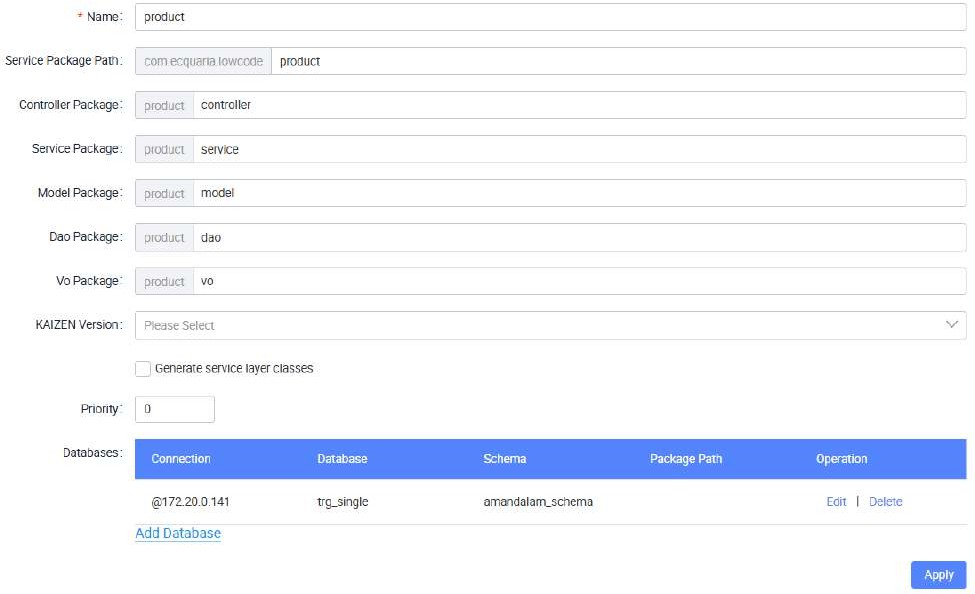 * Name: product
Service Package Path: com.ecquaria.lowcode product
Controller Package: product controller
Service Package: product service
Model Package: product model
Dao Package: product dao
Vo Package: product vo
KAIZEN Version: Please Select
Generate service layer classes
Priority: 0
Databases: Connection Database Schema Package Path Operation
@172.20.0.141 trg_single amandalam_schema Edit | Delete
Add Database
Apply